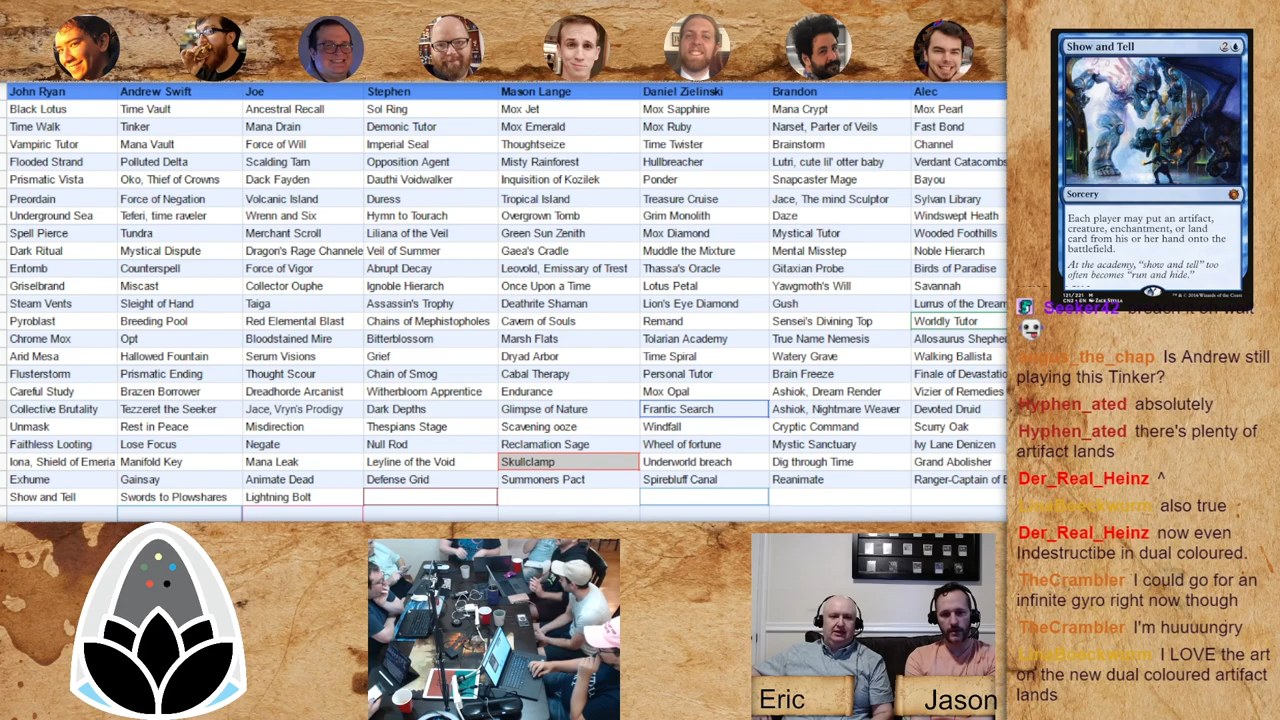 John Ryan Andrew Swift Joe Stephen Mason Lange Daniel Zielinski Brandon Alec
Black Lotus Time Vault Ancestral Recall Sol Ring Mox Jet Mox Sapphire Mana Crypt Mox Pearl
Time Walk Tinker Mana Drain Demonic Tutor Mox Emerald Mox Ruby Narset, Parter of Veils Fast Bond
Vampiric Tutor Mana Vault Force of Will Imperial Seal Thoughtseize Time Twister Brainstorm Channel
Flooded Strand Polluted Delta Scalding Tarn Opposition Agent Misty Rainforest Hullbreacher Lutri, cute lil' otter baby Verdant Catacombs
Prismatic Vista Oko, Thief of Crowns Dack Fayden Dauthi Voidwalker Inquisition of Kozilek Ponder Snapcaster Mage Bayou
Preordain Force of Negation Volcanic Island Duress Tropical Island Treasure Cruise Jace, The mind Sculptor Sylvan Library
Underground Sea Teferi, time raveler Wrenn and Six Hymn to Tourach Overgrown Tomb Grim Monolith Daze Windswept Heath
Spell Pierce Tundra Merchant Scroll Liliana of the Veil Green Sun Zenith Mox Diamond Mystical Tutor Wooded Foothills
Dark Ritual Mystical Dispute Dragon's Rage Channele Veil of Summer Gaea's Cradle Muddle the Mixture Mental Misstep Noble Hierarch
Entomb Counterspell Force of Vigor Abrupt Decay Leovold, Emissary of Trest Thassa's Oracle Gitaxian Probe Birds of Paradise
Griselbrand Miscast Collector Ouphe Ignoble Hierarch Once Upon a Time Lotus Petal Yawgmoth's Will Savannah
Steam Vents Sleight of Hand Taiga Assassin's Trophy Deathrite Shaman Lion's Eye Diamond Gush Lurrus of the Dream
Pyroblast Breeding Pool Red Elemental Blast Chains of Mephistopheles Cavern of Souls Remand Sensei's Divining Top Worldly Tutor
Chrome Mox Opt Bloodstained Mire Bitterblossom Marsh Flats Tolarian Academy True Name Nemesis Allosaurus Shepher
Arid Mesa Hallowed Fountain Serum Visions Grief Dryad Arbor Time Spiral Watery Grave Walking Ballista
Flusterstorm Prismatic Ending Thought Scour Chain of Smog Cabal Therapy Personal Tutor Brain Freeze Finale of Devastatio
Careful Study Brazen Borrower Dreadhorde Arcanist Witherbloom Apprentice Endurance Mox Opal Ashiok, Dream Render Vizier of Remedies
Collective Brutality Tezzeret the Seeker Jace, Vryn's Prodigy Dark Depths Glimpse of Nature Frantic Search Ashiok, Nightmare Weaver Devoted Druid
Unmask Rest in Peace Misdirection Thespians Stage Scavening ooze Windfall Cryptic Command Scurry Oak
Faithless Looting Lose Focus Negate Null Rod Reclamation Sage Wheel of fortune Mystic Sanctuary Ivy Lane Denizen
Iona, Shield of Emeria Manifold Key Mana Leak Leyline of the Void Skullclamp Underworld breach Dig through Time Grand Abolisher
Exhume Gainsay Animate Dead Defense Grid Summoners Pact Spirebluff Canal Reanimate Ranger-Captain of E
Show and Tell Swords to Plowshares Lightning Bolt
Show and Tell 2
Sorcery
Each player may put an artifact,
creature, enchantment, or land
card from his or her hand onto the
battlefield.
At the academy, "show and tell" too
often becomes "run and hide."
Seeker42
Is Andrew still
playing this Tinker?
Hyphen_ated absolutely
Hyphen_ated there's plenty of
artifact lands
Der_Real_Heinz ^
also true
Der_Real_Heinz now even
Indestructibe in dual coloured.
TheCrambler I could go for an
infinite gyro right now though
TheCrambler I'm huuuungry
I LOVE the art
on the new dual coloured artifact
lands
Eric
Jason